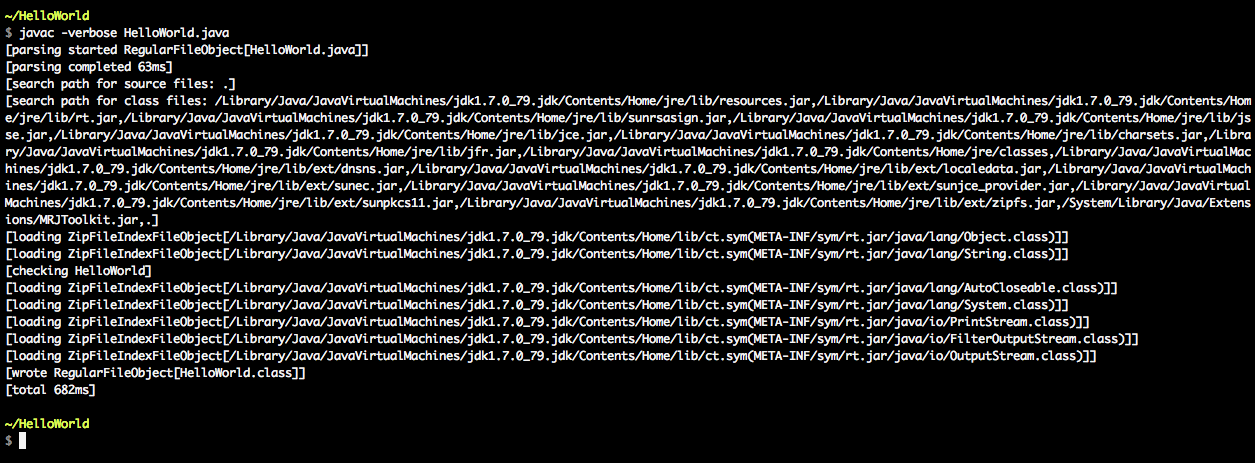 ~/HelloWorld
$ javac -verbose HelloWorld.java
[parsing started RegularFileObject[HelloWorld.java]]
[parsing completed 63ms]
[search path for source files: .]
[search path for class files: /Library/Java/JavaVirtualMachines/jdk1.7.0_79.jdk/Contents/Home/jre/lib/resources.jar,/Library/Java/JavaVirtualMachines/jdk1.7.0_79.jdk/Contents/Hom
e/jre/lib/rt.jar,/Library/Java/JavaVirtualMachines/jdk1.7.0_79.jdk/Contents/Home/jre/lib/sunrsasign.jar,/Library/Java/JavaVirtualMachines/jdk1.7.0_79.jdk/Contents/Home/jre/lib/js
se.jar,/Library/Java/JavaVirtualMachines/jdk1.7.0_79.jdk/Contents/Home/jre/lib/jce.jar,/Library/Java/JavaVirtualMachines/jdk1.7.0_79.jdk/Contents/Home/jre/lib/charsets.jar,/Libra
ry/Java/JavaVirtualMachines/jdk1.7.0_79.jdk/Contents/Home/jre/lib/jfr.jar,/Library/Java/JavaVirtualMachines/jdk1.7.0_79.jdk/Contents/Home/jre/classes,/Library/Java/JavaVirtualMac
hines/jdk1.7.0_79.jdk/Contents/Home/jre/lib/ext/dnsns.jar,/Library/Java/JavaVirtualMachines/jdk1.7.0_79.jdk/Contents/Home/jre/lib/ext/localedata.jar,/Library/Java/JavaVirtualMach
ines/jdk1.7.0_79.jdk/Contents/Home/jre/lib/ext/sunec.jar,/Library/Java/JavaVirtualMachines/jdk1.7.0_79.jdk/Contents/Home/jre/lib/ext/sunjce_provider.jar,/Library/Java/JavaVirtual
Machines/jdk1.7.0_79.jdk/Contents/Home/jre/lib/ext/sunpkcs11.jar,/Library/Java/JavaVirtualMachines/jdk1.7.0_79.jdk/Contents/Home/jre/lib/ext/zipfs.jar,/System/Library/Java/Extens
ions/MRJToolkit.jar,.]
[loading ZipFileIndexFileObject[/Library/Java/JavaVirtualMachines/jdk1.7.0_79.jdk/Contents/Home/lib/ct.sym(META-INF/sym/rt.jar/java/lang/Object.class)]]
[loading ZipFileIndexFileObject[/Library/Java/JavaVirtualMachines/jdk1.7.0_79.jdk/Contents/Home/lib/ct.sym(META-INF/sym/rt.jar/java/lang/String.class)]]
[checking HelloWorld]
[loading ZipFileIndexFileObject[/Library/Java/JavaVirtualMachines/jdk1.7.0_79.jdk/Contents/Home/lib/ct.sym(META-INF/sym/rt.jar/java/lang/AutoCloseable.class)]]
[loading ZipFileIndexFileObject[/Library/Java/JavaVirtualMachines/jdk1.7.0_79.jdk/Contents/Home/lib/ct.sym(META-INF/sym/rt.jar/java/lang/System.class)]]
[loading ZipFileIndexFileObject[/Library/Java/JavaVirtualMachines/jdk1.7.0_79.jdk/Contents/Home/lib/ct.sym(META-INF/sym/rt.jar/java/io/PrintStream.class)]]
[loading ZipFileIndexFileObject[/Library/Java/JavaVirtualMachines/jdk1.7.0_79.jdk/Contents/Home/lib/ct.sym(META-INF/sym/rt.jar/java/io/FilterOutputStream.class)]]
[loading ZipFileIndexFileObject[/Library/Java/JavaVirtualMachines/jdk1.7.0_79.jdk/Contents/Home/lib/ct.sym(META-INF/sym/rt.jar/java/io/OutputStream.class)]]
[wrote RegularFileObject[HelloWorld.class]]
[total 682ms]
~/HelloWorld
$